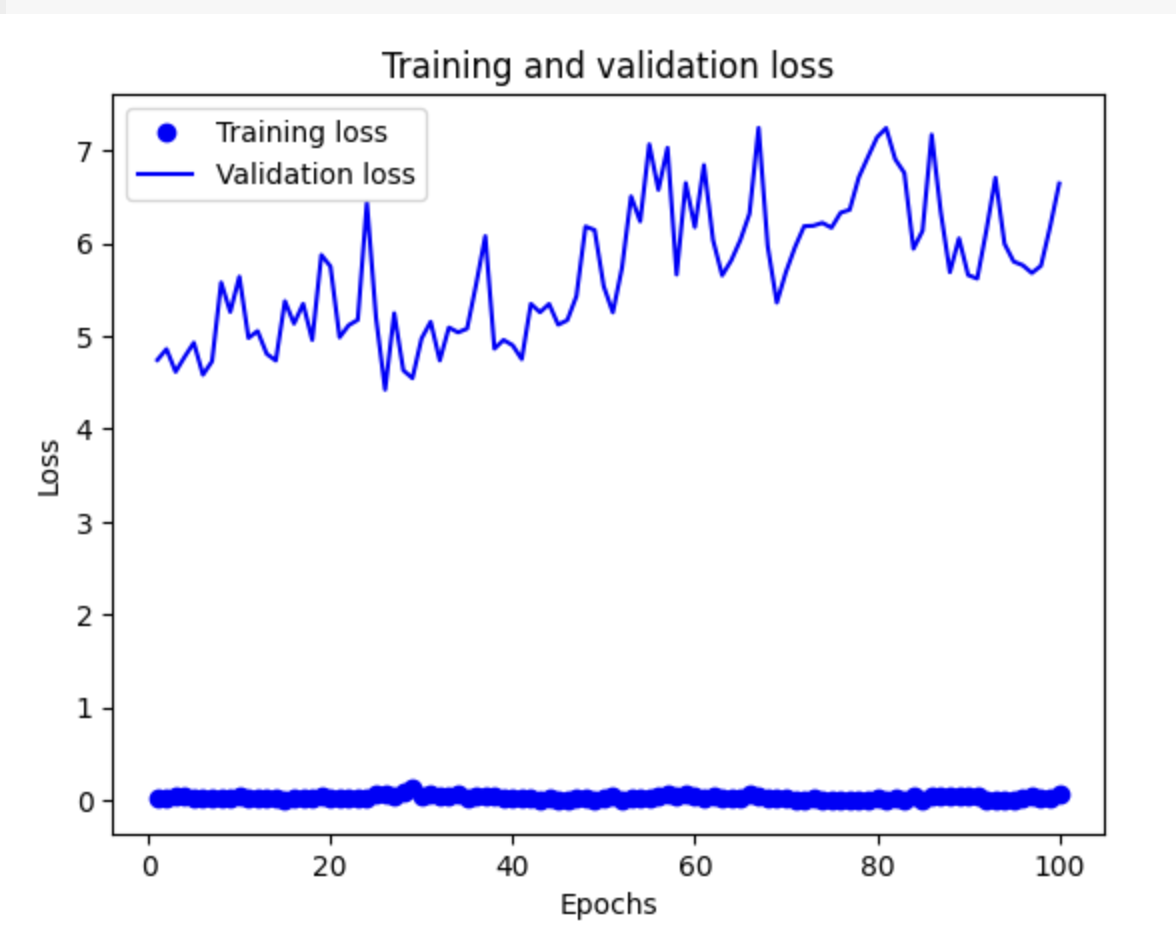 Training and validation loss
Training loss
Validation loss
7
6
5
4
3
2
1
0
Loss
0 20 40 60 80 100
Epochs